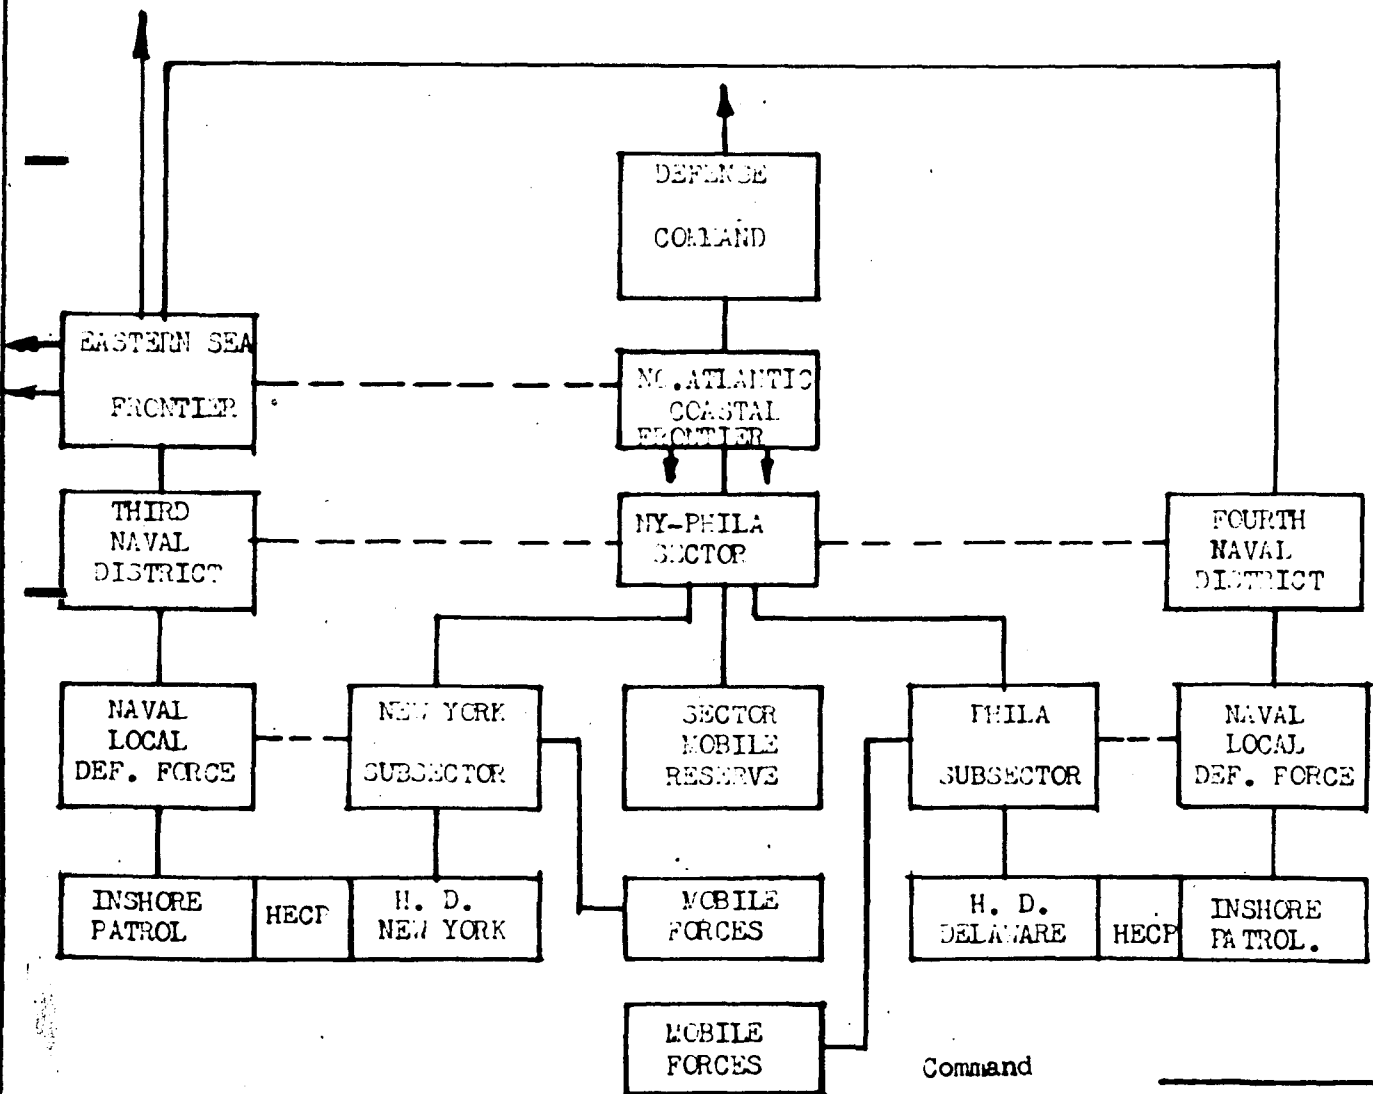 DEFENSE
COMMAND
EASTERN SEA
FRONTIER
NO. ATLANTIC
COASTAL
FRONTIER
THIRD
NAVAL
DISTRICT
NY-PHILA
SECTOR
FOURTH
NAVAL
DISTRICT
NAVAL
LOCAL
DEF. FORCE
NEW YORK
SUBSECTOR
SECTOR
MOBILE
RESERVE
PHILA
SUBSECTOR
NAVAL
LOCAL
DEF. FORCE
INSHORE
PATROL
HECP
H. D.
NEW YORK
MOBILE
FORCES
H. D.
DELAWARE
HECP
INSHORE
PATROL.
MOBILE
FORCES
Command